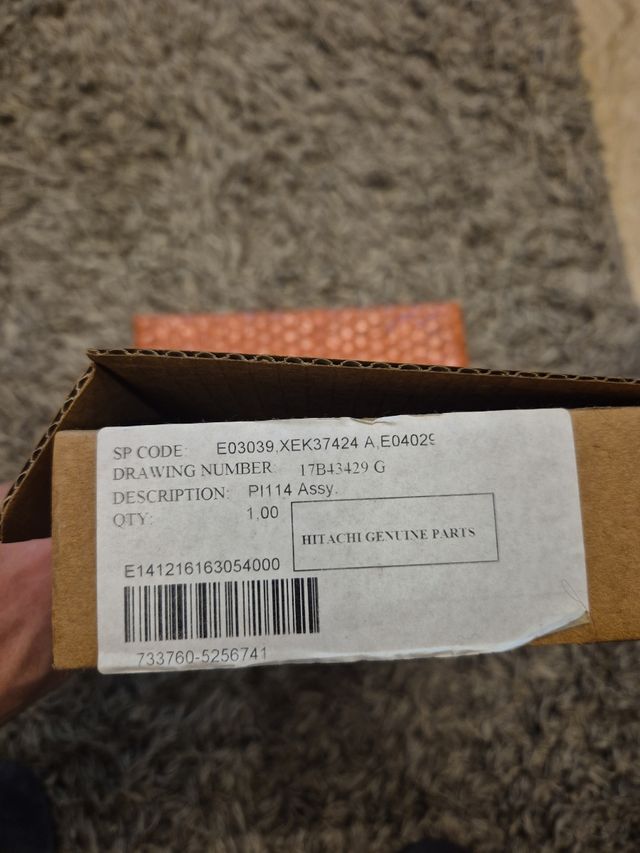 SP CODE: E03039,XEK37424 A,E04029
DRAWING NUMBER: 17B43429 G
DESCRIPTION: PI114 Assy.
QTY: 1,00
HITACHI GENUINE PARTS
E141216163054000
733760-5256741